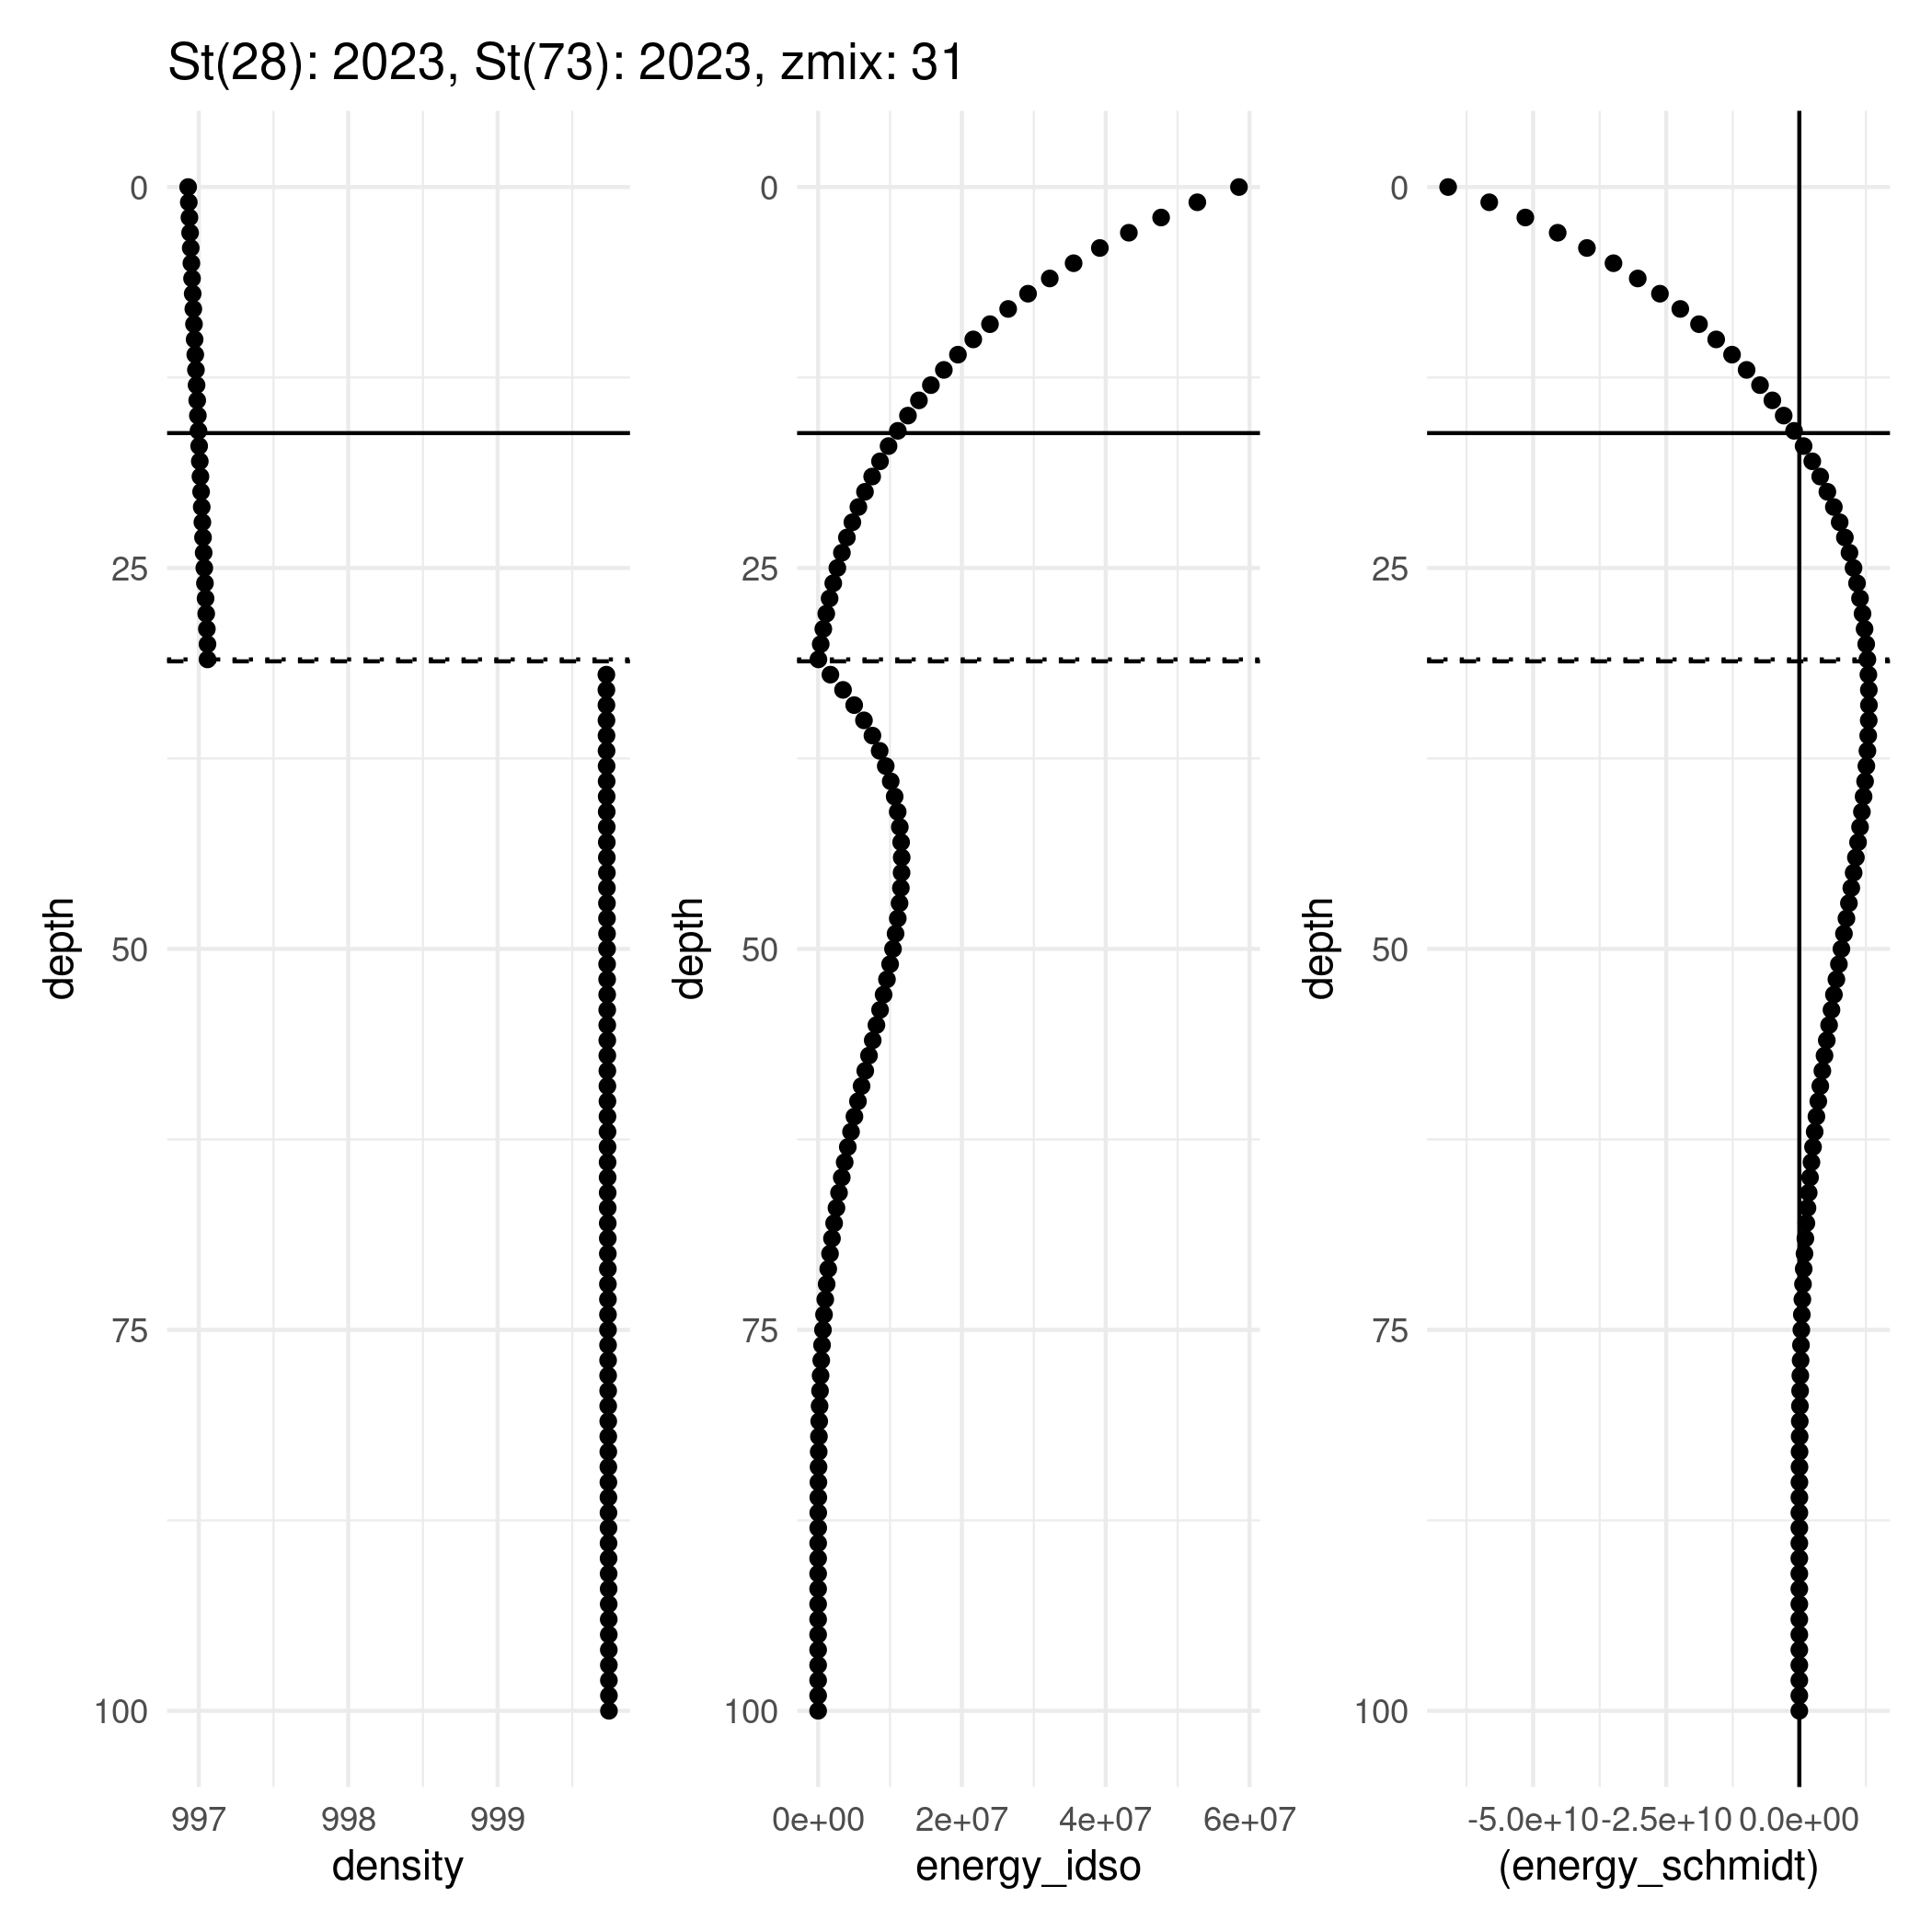 St(28): 2023, St(73): 2023, zmix: 31
depth
0
25
50
75
100
997
998
999
density
depth
0
25
50
75
100
0e+00
2e+07
4e+07
6e+07
energy_idso
depth
0
25
50
75
100
-5.0e+10
-2.5e+10
0.0e+00
(energy_schmidt)